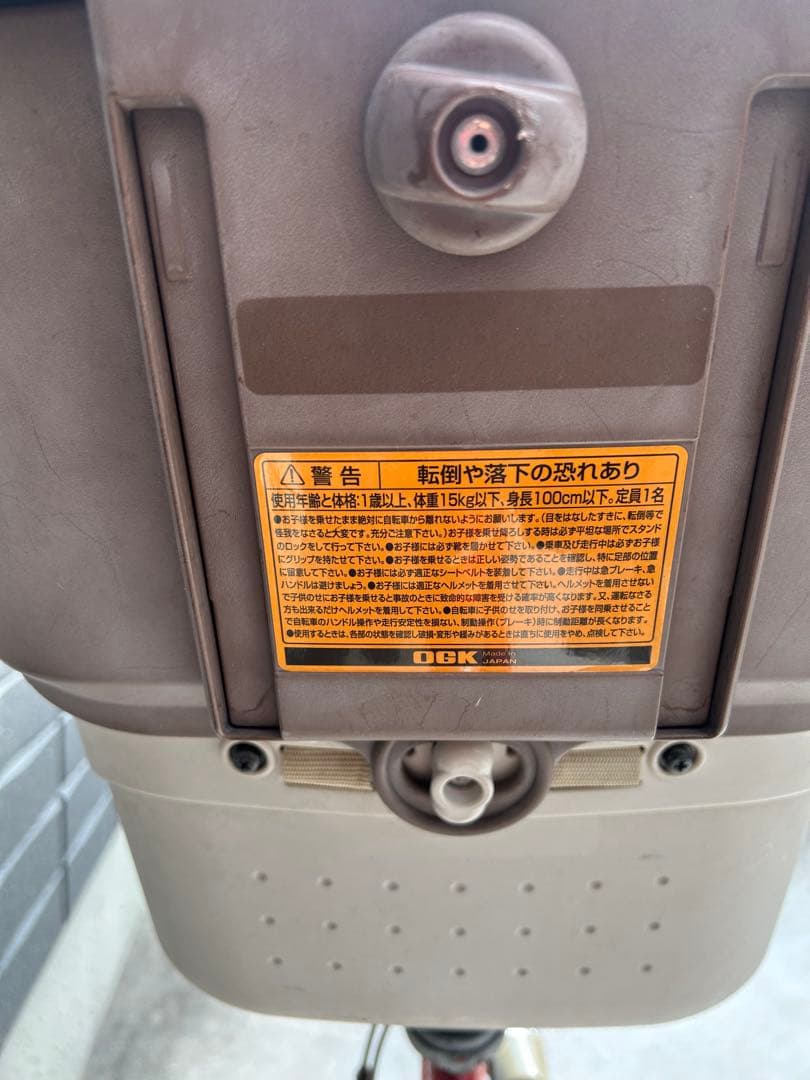 ⚠警告 転倒や落下の恐れあり
使用年齢と体格:1歳以上、体重15kg以下、身長100cm以下。定員1名
●お子様を乗せたまま絶対に自転車から離れないようにお願いします。(目をはなしたすきに、転倒等で
怪我をなさると大変です。充分ご注意下さい。)お子様を乗せ降ろしする時は必ず平坦な場所でスタンド
のロックをして行って下さい。●お子様には必ず靴を履かせて下さい。●乗車及び走行中は必ずお子様
にグリップを持たせて下さい。●お子様を乗せるときは正しい姿勢であることを確認し、特に足部の位置
に留意して下さい。●お子様には必ず適正なシートベルトを装着して下さい。●走行中は急ブレーキ、急
ハンドルは避けましょう。●お子様には適正なヘルメットを着用させて下さい。ヘルメットを着用させない
で子供のせにお子様を乗せると事故のときに致命的な障害を受ける確率が高くなります。又、運転なさる
方も出来るだけヘルメットを着用して下さい。●自転車に子供のせを取り付け、お子様を同乗させること
で自転車のハンドル操作や走行安定性を損ない、制動操作(ブレーキ)時に制動距離が長くなります。
●使用するときは、各部の状態を確認し破損・変形や緩みがあるときは直ちに使用をやめ、点検して下さい。
OGK Made in JAPAN